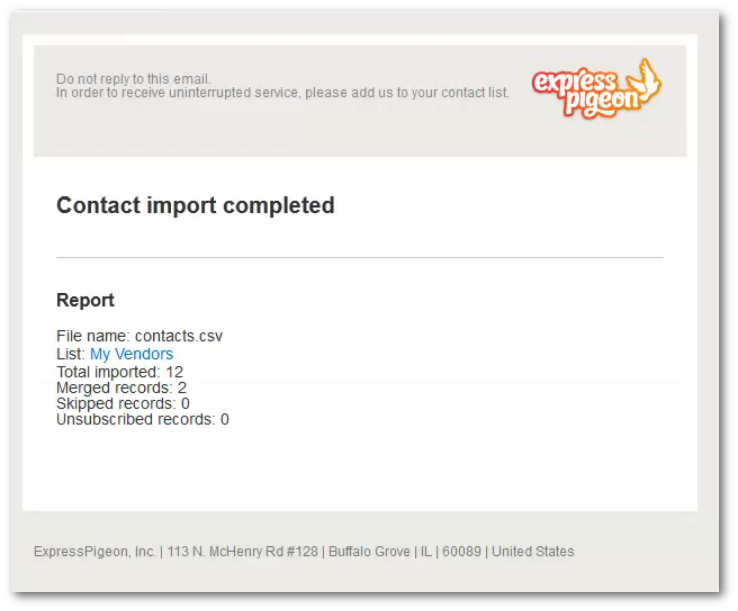 Do not reply to this email.
In order to receive uninterrupted service, please add us to your contact list.
express
pigeon
Contact import completed
Report
File name: contacts.csv
List: My Vendors
Total imported: 12
Merged records: 2
Skipped records: 0
Unsubscribed records: 0
ExpressPigeon, Inc. | 113 N. McHenry Rd #128 | Buffalo Grove | IL | 60089 | United States